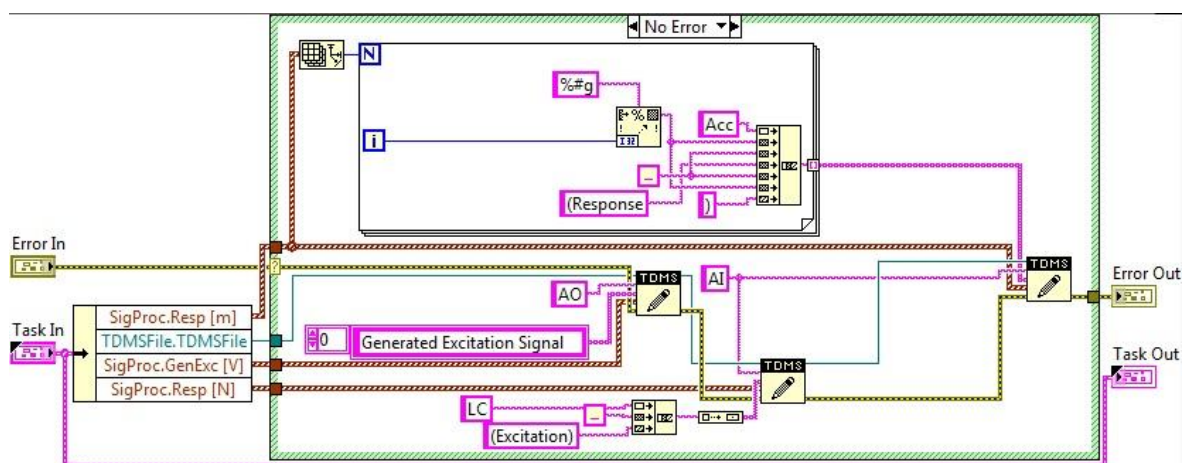 No Error
N
%#g
Acc
% 
I32
i
_
(Response
)
Error In
?
TDMS
TDMS
AI
AO
Error Out
Task In
SigProc.Resp [m]
TDMSFile.TDMSFile
SigProc.GenExc [V]
SigProc.Resp [N]
0
Generated Excitation Signal
TDMS
Task Out
LC
_
(Excitation)